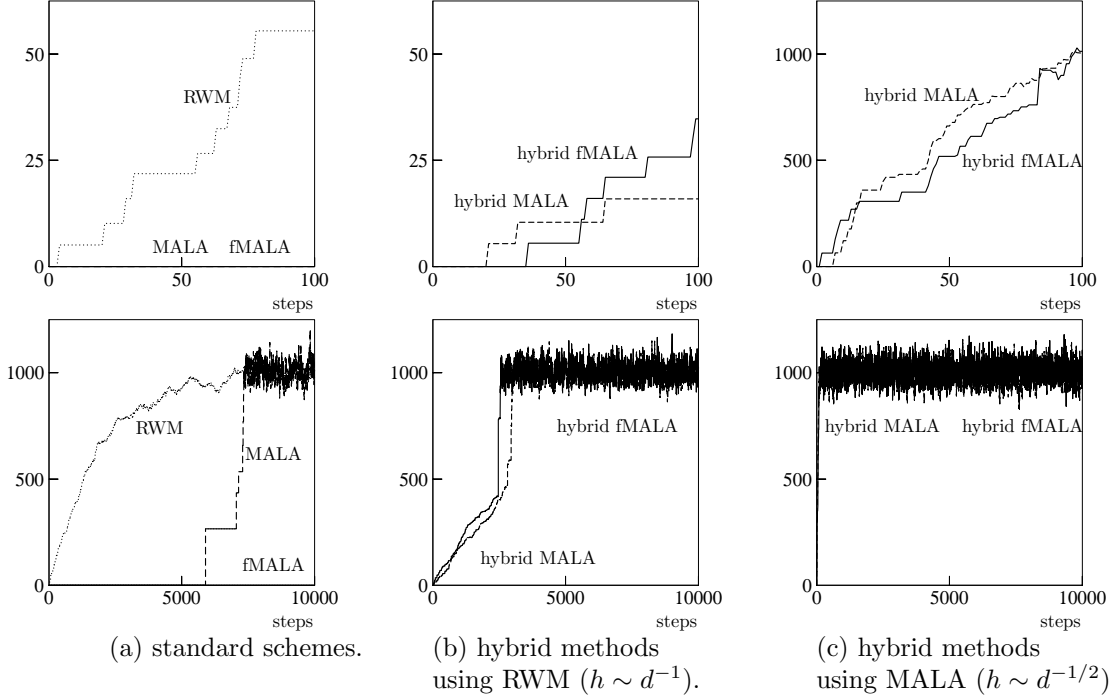 50
25
0
0
50
100
steps
RWM
MALA
fMALA
50
25
0
0
50
100
steps
hybrid fMALA
hybrid MALA
1000
500
0
0
50
100
steps
hybrid MALA
hybrid fMALA
1000
500
0
0
5000
10000
steps
RWM
MALA
fMALA
1000
500
0
0
5000
10000
steps
hybrid fMALA
hybrid MALA
1000
500
0
0
5000
10000
steps
hybrid MALA
hybrid fMALA
(a) standard schemes.
(b) hybrid methods
using RWM (h ∼ d⁻¹).
(c) hybrid methods
using MALA (h ∼ d⁻¹/²)